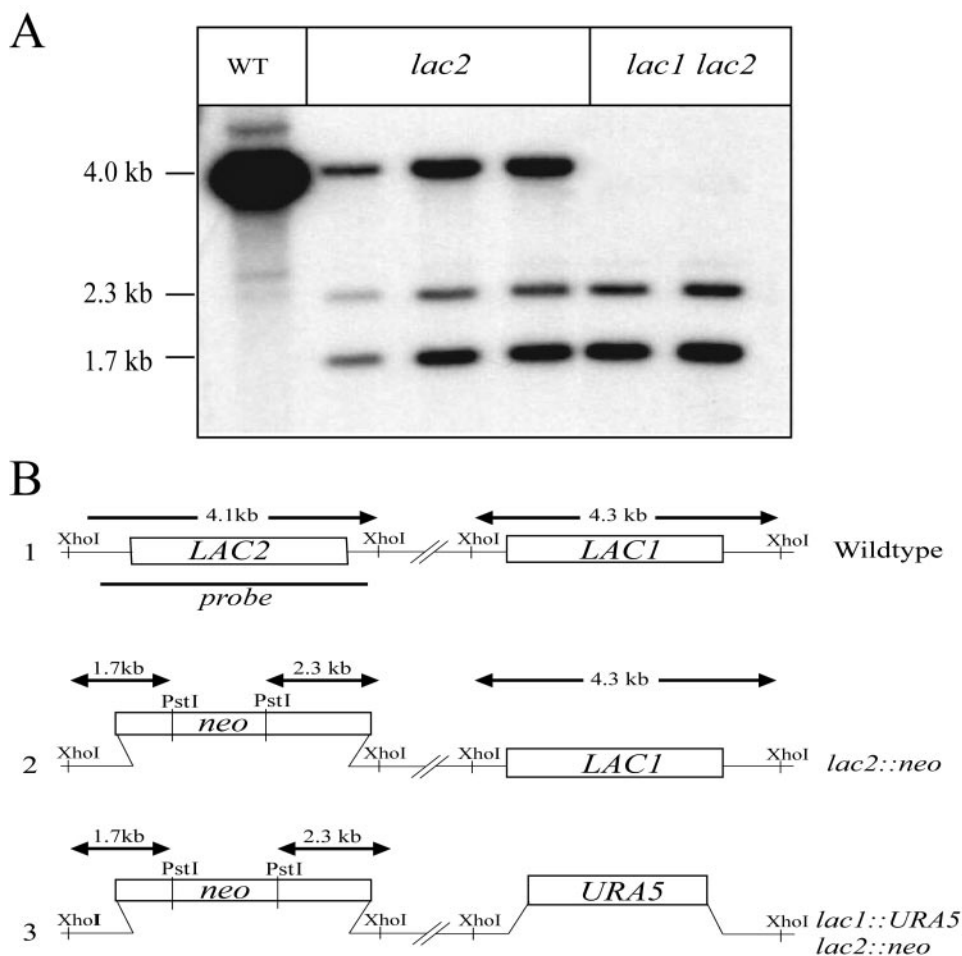 A
WT lac2 lac1 lac2
4.0 kb
2.3 kb
1.7 kb
B
4.1kb 4.3 kb
XhoI XhoI XhoI XhoI
1 LAC2 LAC1 Wildtype
probe
1.7kb 2.3 kb 4.3 kb
PstI PstI
neo
XhoI XhoI XhoI XhoI
2 LAC1 lac2::neo
1.7kb 2.3 kb
PstI PstI
neo URA5
XhoI XhoI XhoI XhoI lac1::URA5
3 lac2::neo